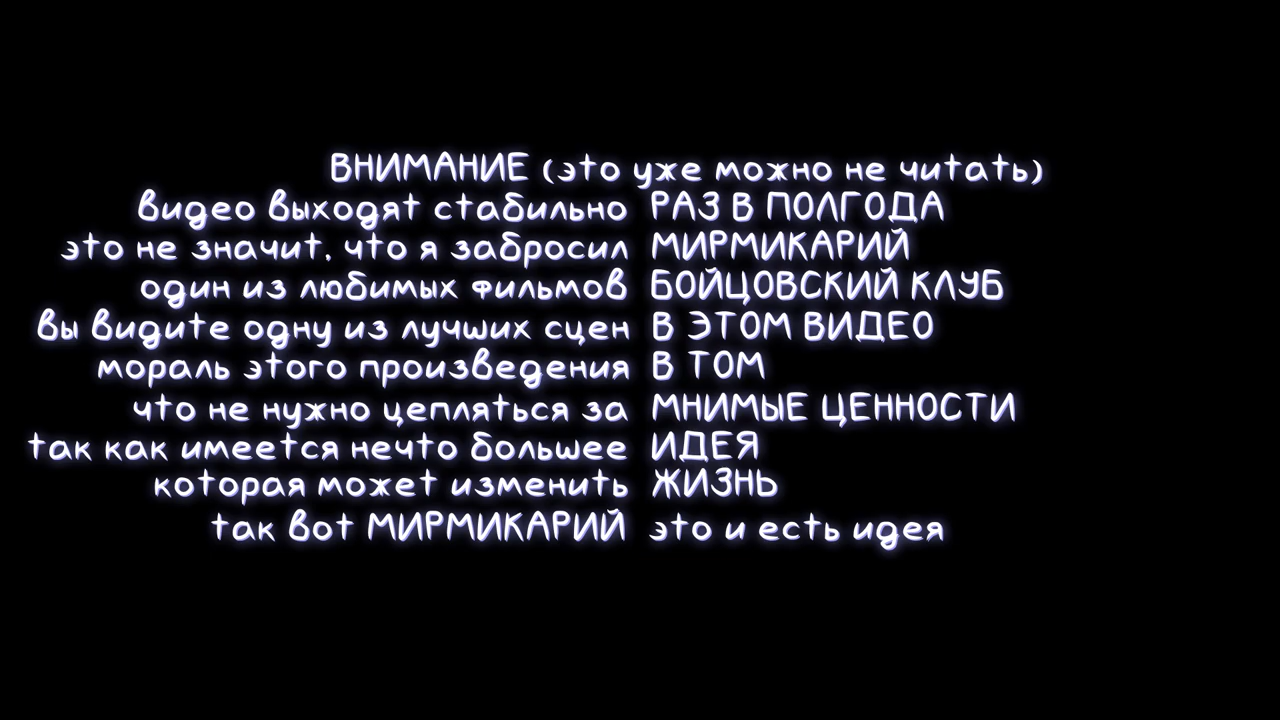 ВНИМАНИЕ (это уже можно не читать)
видео выходят стабильно РАЗ В ПОЛГОДА
это не значит, что я забросил МИРМИКАРИЙ
один из любимых фильмов БОЙЦОВСКИЙ КЛУБ
вы видите одну из лучших сцен В ЭТОМ ВИДЕО
мораль этого произведения В ТОМ
что не нужно цепляться за МНИМЫЕ ЦЕННОСТИ
так как имеется нечто большее ИДЕЯ
которая может изменить ЖИЗНЬ
так вот МИРМИКАРИЙ это и есть идея